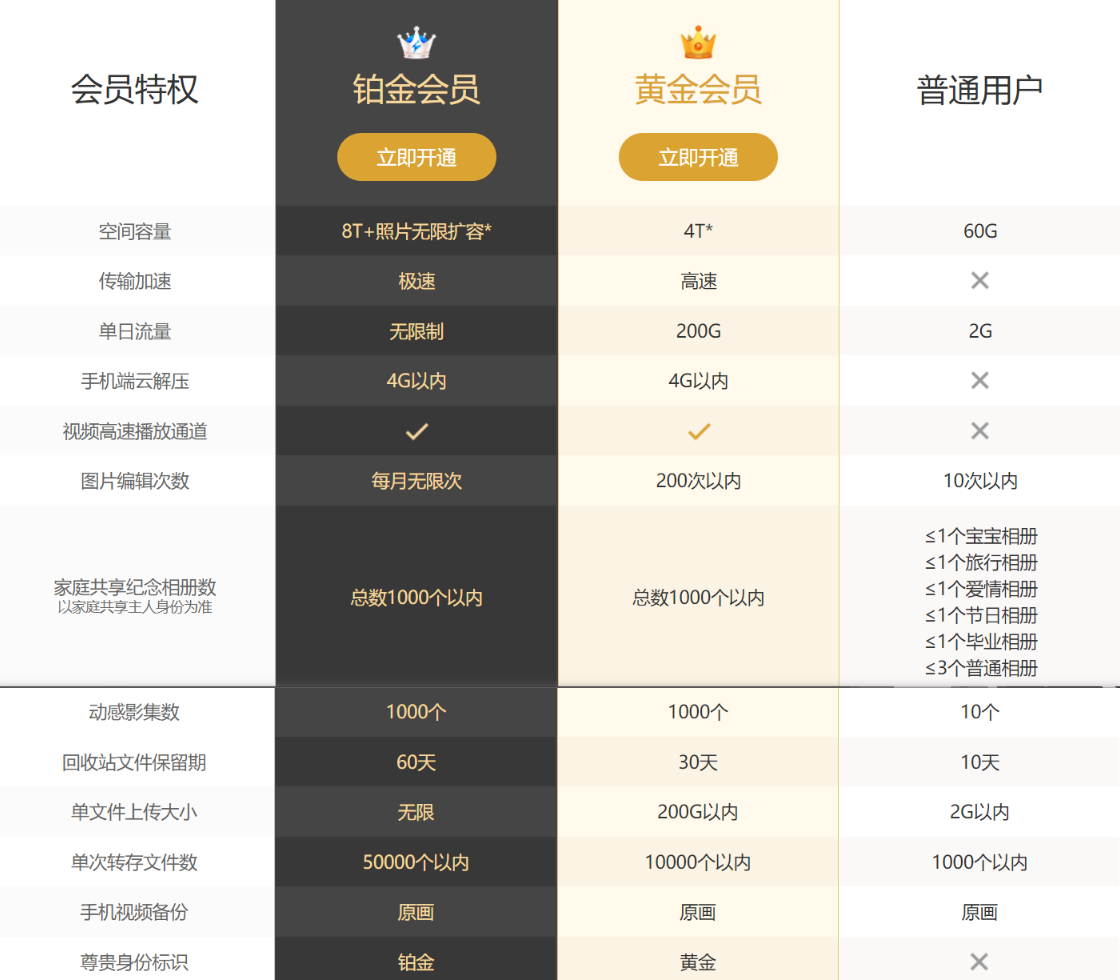 会员特权
铂金会员
黄金会员
普通用户
立即开通
立即开通
空间容量 8T+照片无限扩容* 4T* 60G
传输加速 极速 高速
单日流量 无限制 200G 2G
手机端云解压 4G以内 4G以内
视频高速播放通道
图片编辑次数 每月无限次 200次以内 10次以内
家庭共享纪念相册数
以家庭共享主人身份为准
总数1000个以内
总数1000个以内
≤1个宝宝相册
≤1个旅行相册
≤1个爱情相册
≤1个节日相册
≤1个毕业相册
≤3个普通相册
动感影集数 1000个 1000个 10个
回收站文件保留期 60天 30天 10天
单文件上传大小 无限 200G以内 2G以内
单次转存文件数 50000个以内 10000个以内 1000个以内
手机视频备份 原画 原画 原画
尊贵身份标识 铂金 黄金